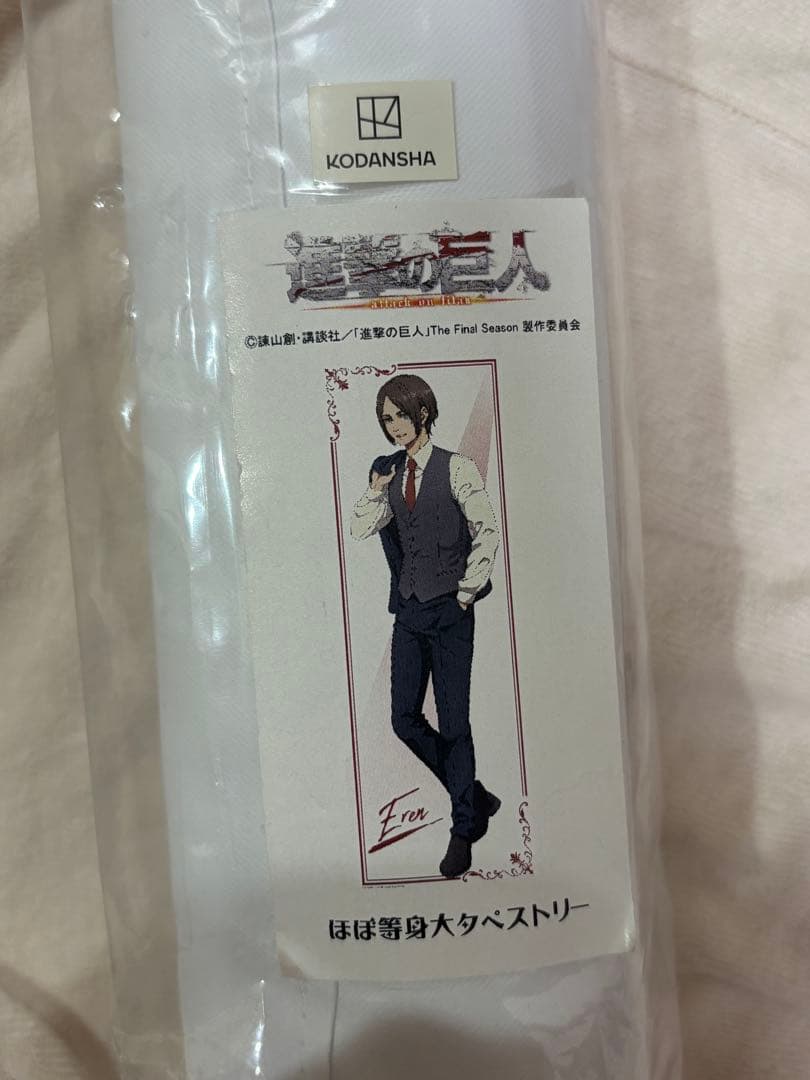 KODANSHA
進撃の巨人
attack on titan
©諫山創・講談社／「進撃の巨人」The Final Season 製作委員会
Eren
ほぼ等身大タペストリー